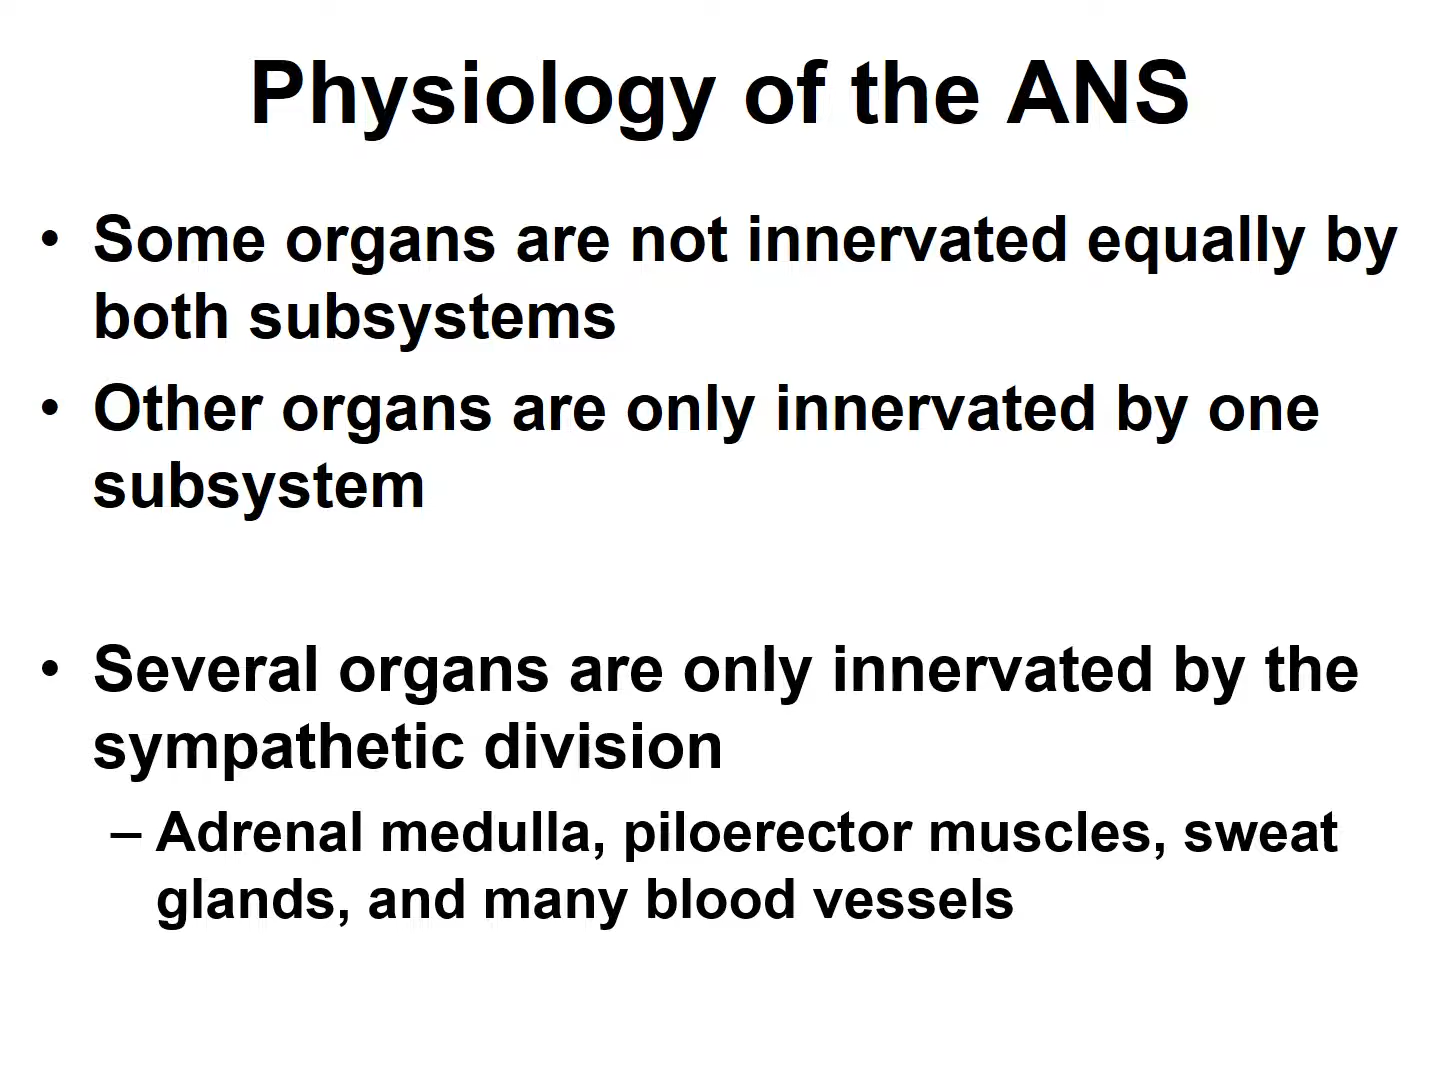 Physiology of the ANS
• Some organs are not innervated equally by
both subsystems
• Other organs are only innervated by one
subsystem
• Several organs are only innervated by the
sympathetic division
– Adrenal medulla, piloerector muscles, sweat
glands, and many blood vessels